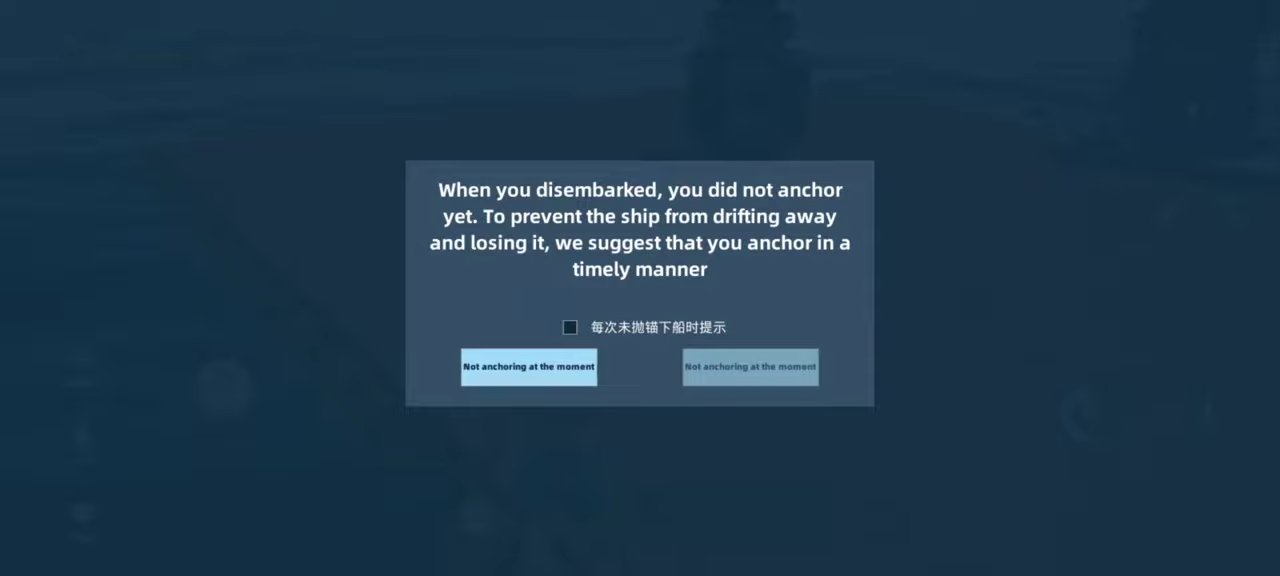 When you disembarked, you did not anchor
yet. To prevent the ship from drifting away
and losing it, we suggest that you anchor in a
timely manner
每次未抛锚下船时提示
Not anchoring at the moment
Not anchoring at the moment